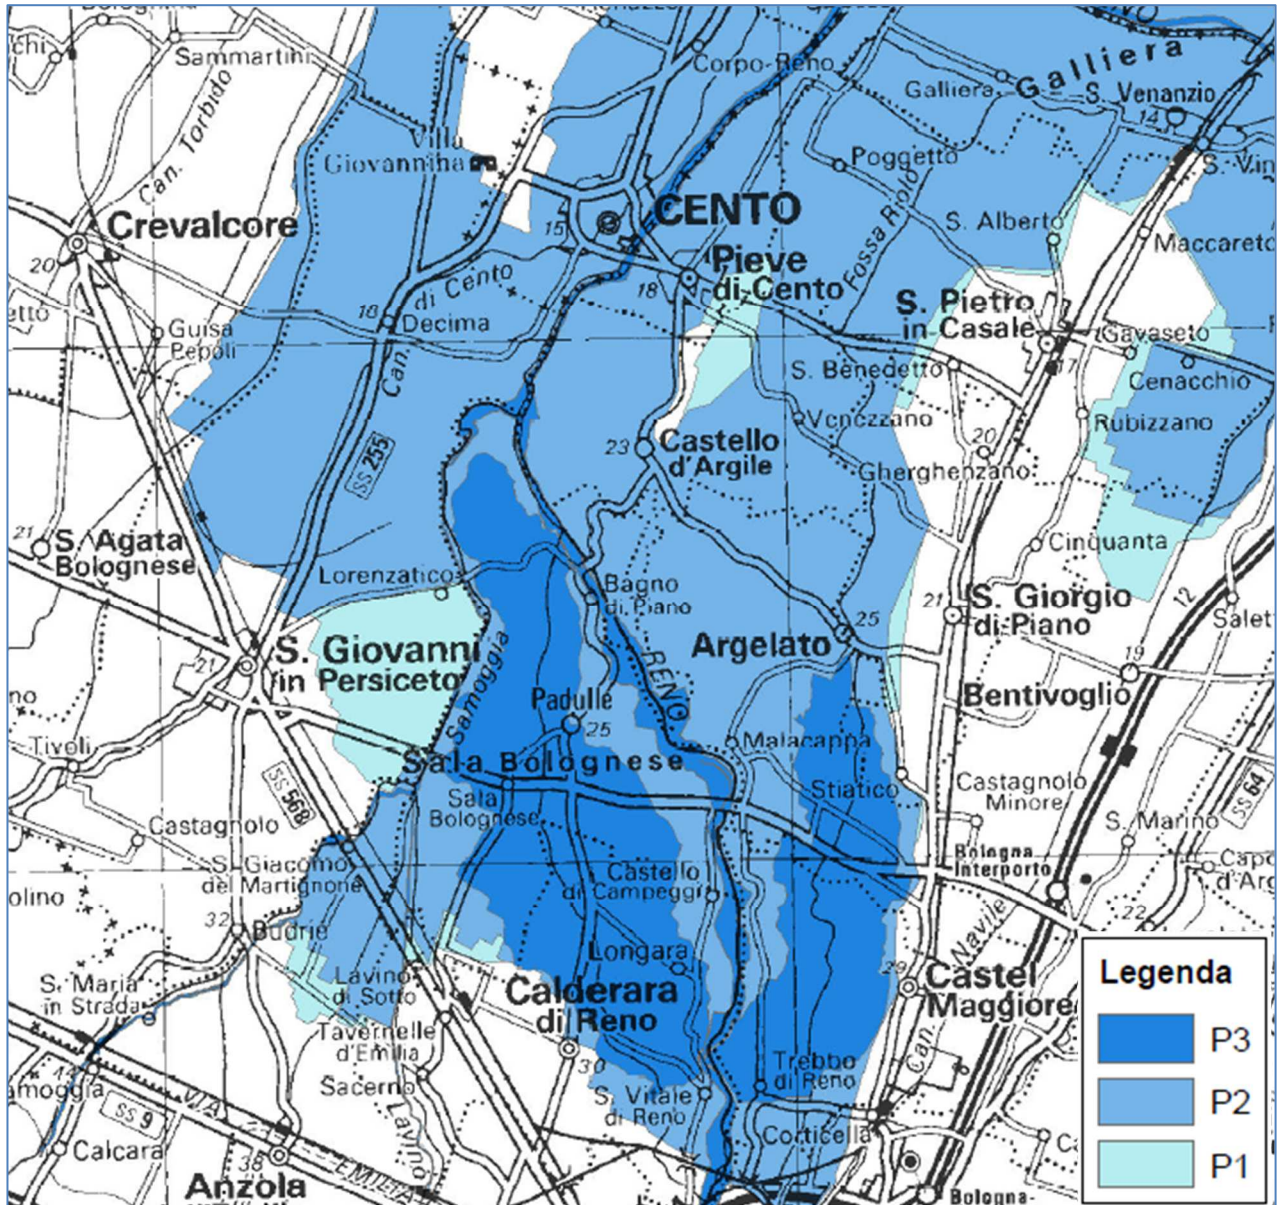 Sammartini
Corpo-Reno
Galliera
Galliera
S. Venanzio
14
Can. Torbido
Villa
Giovannina
Poggetto
CENTO
15
Crevalcore
20
S. Alberto
Maccareto
Fossa Riolo
Pieve
di Cento
18
di Cento
18
Decima
Can.
Guisa
Pepoli
S. Pietro
in Casale
17
Gavaseto
Cenacchio
S. Benedetto
Venezzano
Rubizzano
20
Gherghenzano
23
Castello
d'Argile
SS 255
21
S. Agata
Bolognese
Cinquanta
Lorenzatico
Bagno
di Piano
12
21
S. Giorgio
di Piano
25
Argelato
19
Bentivoglio
21
S. Giovanni
in Persiceto
Samoggia
RENO
Padulle
25
Tivoli
Malacappa
Sala Bolognese
Stiatico
Castagnolo
Minore
SS 64
SS 568
Sala
Bolognese
Castagnolo
S. Marino
Bologna
Interporto
S. Giacomo
del Martignone
Castello
di Campeggi
32
Budrie
22
Navile
Can.
Longara
29
Castel
Maggiore
Lavino
di Sotto
S. Maria
in Strada
Calderara
di Reno
30
Tavernelle
d'Emilia
Sacerno
Trebbo
di Reno
S. Vitale
di Reno
SS 9
VIA
EMILIA
Lavino
Corticella
Calcara
38
Anzola
Bologna-
Legenda
P3
P2
P1